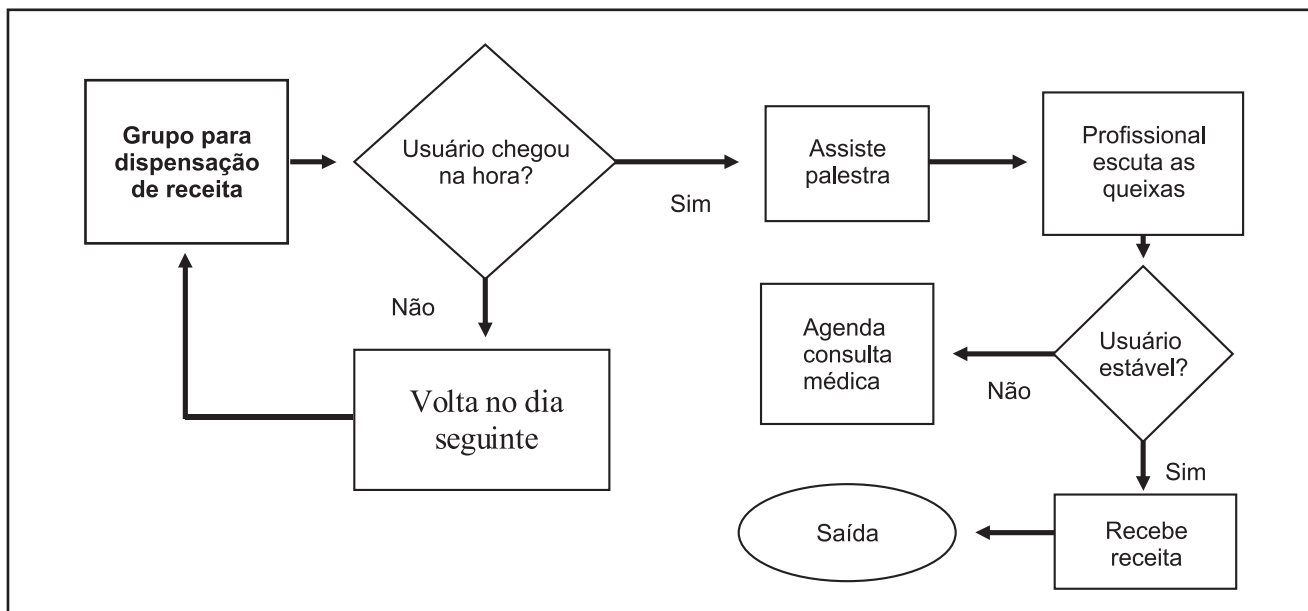 Grupo para
dispensação
de receita
Usuário chegou
na hora?
Sim
Assiste
palestra
Profissional
escuta as
queixas
Não
Volta no dia
seguinte
Agenda
consulta
médica
Não
Usuário
estável?
Sim
Saída
Recebe
receita